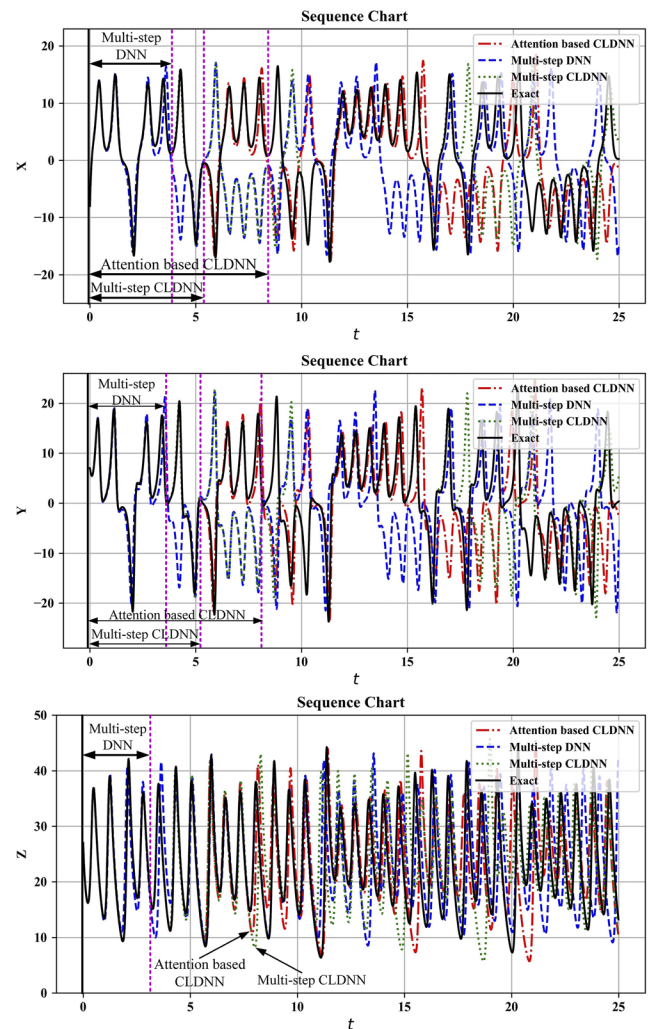 Sequence Chart
Multi-step
DNN
Attention based CLDNN
Multi-step DNN
Multi-step CLDNN
Exact
20
10
0
−10
−20
X
Attention based CLDNN
Multi-step CLDNN
0 5 10 15 20 25
t
Sequence Chart
Multi-step
DNN
Attention based CLDNN
Multi-step DNN
Multi-step CLDNN
Exact
20
10
0
−10
−20
Y
Attention based CLDNN
Multi-step CLDNN
0 5 10 15 20 25
t
Sequence Chart
Multi-step
DNN
Attention based CLDNN
Multi-step DNN
Multi-step CLDNN
Exact
50
40
30
20
10
0
Z
Attention based
CLDNN
Multi-step CLDNN
0 5 10 15 20 25
t